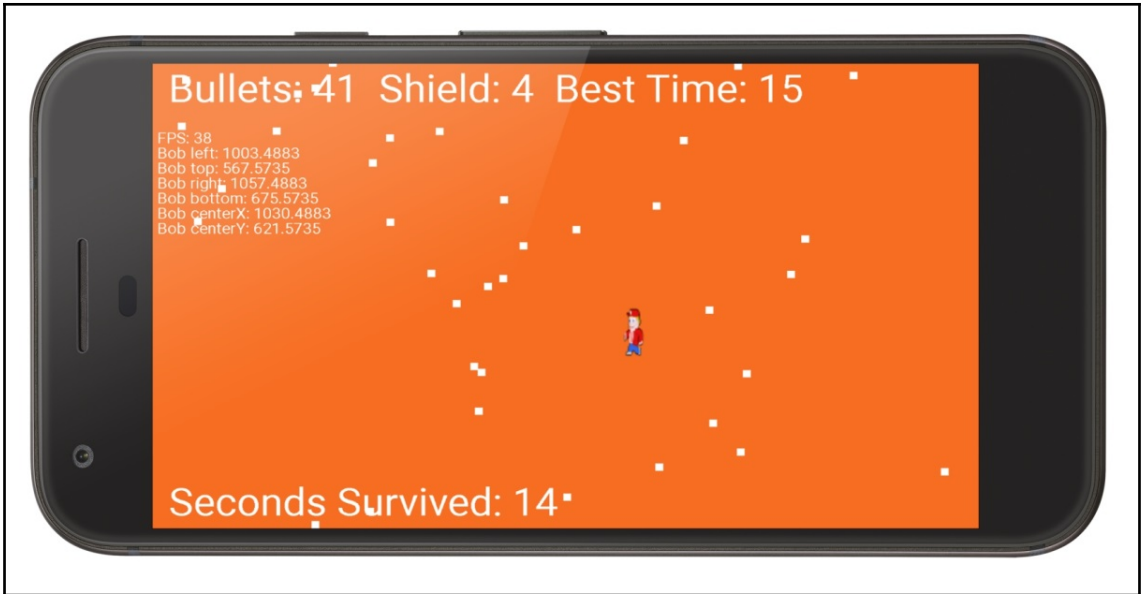 Bullets: 41 Shield: 4 Best Time: 15
FPS: 38
Bob left: 1003.4883
Bob top: 567.5735
Bob right: 1057.4883
Bob bottom: 675.5735
Bob centerX: 1030.4883
Bob centerY: 621.5735
Seconds Survived: 14